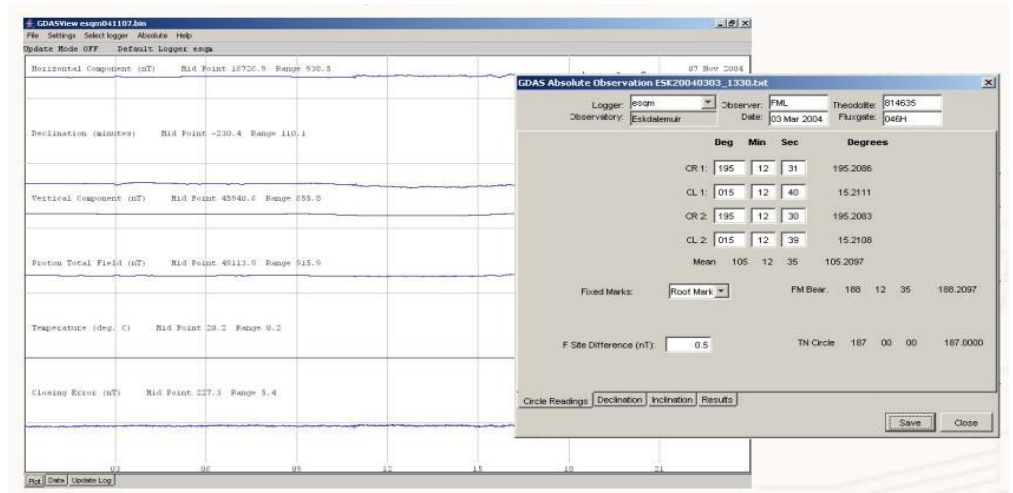 GDASView esqm041107.bin
File Settings Select logger Absolute Help
Update Mode OFF Default Logger esqm
Horizontal Component (nT) Mid Point Range 930.5 07 Nov 2004
Declination (minutes) Mid Point -230.4 Range 110.1
Vertical Component (nT) Mid Point 45940.6 Range 855.8
Proton Total Field (nT) Mid Point 49113.9 Range 915.9
Temperature (deg. C) Mid Point 20.2 Range 0.2
Closing Error (nT) Mid Point 227.3 Range 5.4
03 06 09 12 15 18 21
Plot Data Update Log
GDAS Absolute Observation ESK20040303_1330.txt
Logger: esqm Observer: FML Theodolite: 814635
Observatory: Eskdalemuir Date: 03 Mar 2004 Fluxgate: 046H
Deg Min Sec Degrees
CR 1: 195 12 31 195.2086
CL 1: 015 12 40 15.2111
CR 2: 195 12 30 195.2083
CL 2: 015 12 39 15.2108
Mean 105 12 35 105.2097
Fixed Marks: Roof Mark FM Bear. 188 12 35 188.2097
F Site Difference (nT): 0.5 TN Circle 187 00 00 187.0000
Circle Readings Declination Inclination Results
Save Close